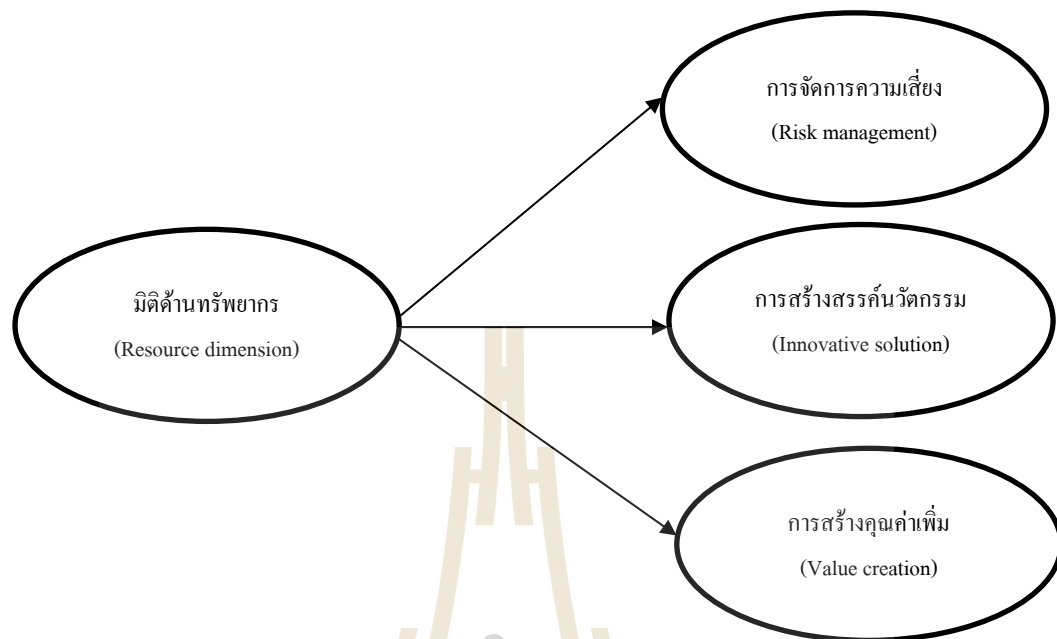 การจัดการความเสี่ยง
(Risk management)
มิติด้านทรัพยากร
(Resource dimension)
การสร้างสรรค์นวัตกรรม
(Innovative solution)
การสร้างคุณค่าเพิ่ม
(Value creation)